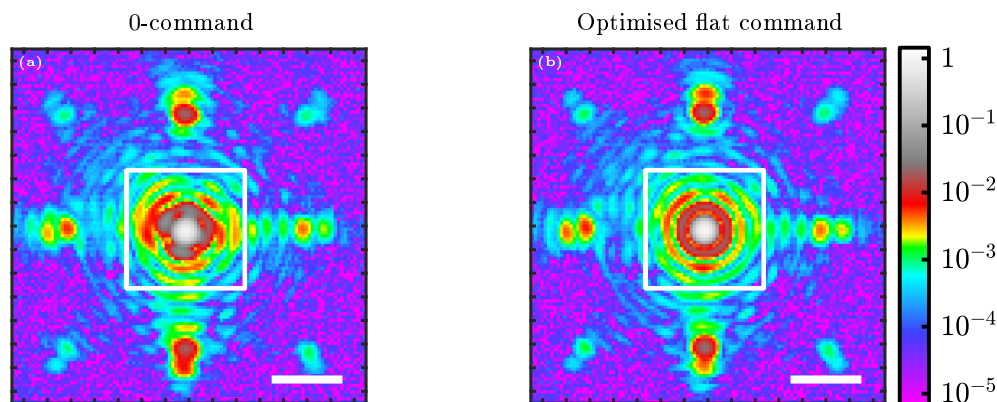 0-command
Optimised flat command
(a)
(b)
1
10⁻¹
10⁻²
10⁻³
10⁻⁴
10⁻⁵